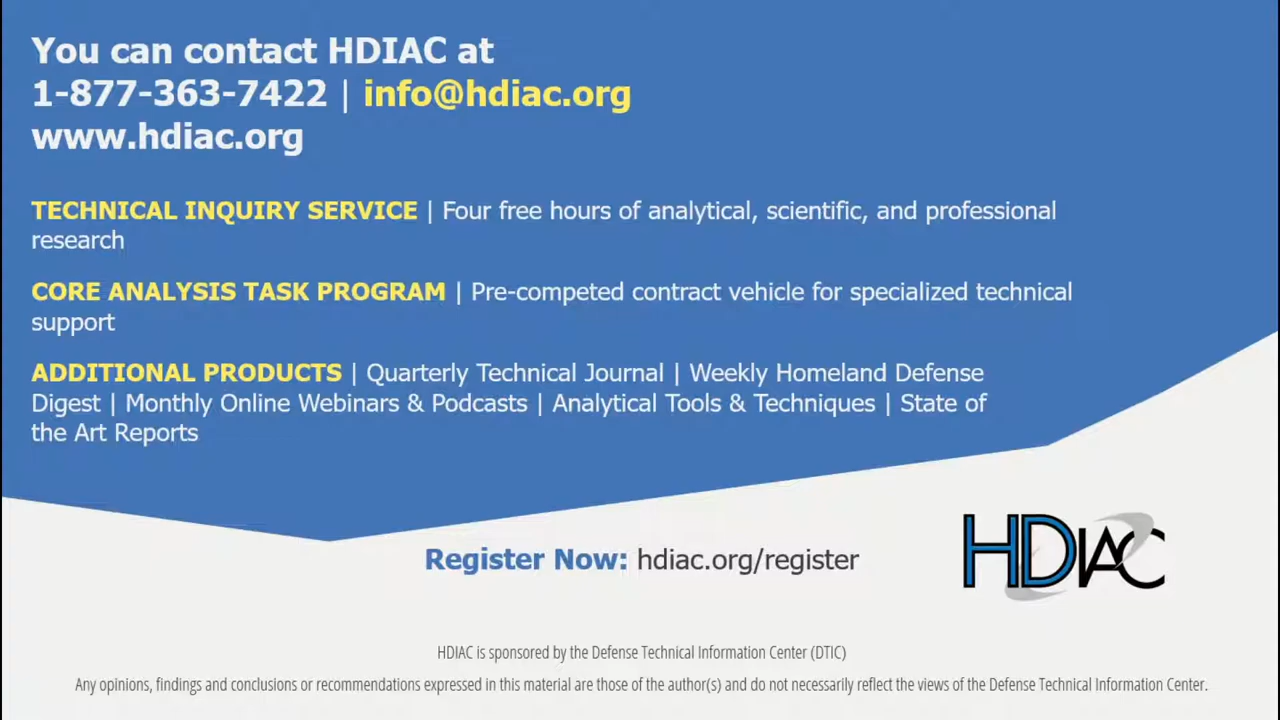 You can contact HDIAC at
1-877-363-7422 | info@hdiac.org
www.hdiac.org
TECHNICAL INQUIRY SERVICE | Four free hours of analytical, scientific, and professional
research
CORE ANALYSIS TASK PROGRAM | Pre-competed contract vehicle for specialized technical
support
ADDITIONAL PRODUCTS | Quarterly Technical Journal | Weekly Homeland Defense
Digest | Monthly Online Webinars & Podcasts | Analytical Tools & Techniques | State of
the Art Reports
Register Now: hdiac.org/register
HDIAC
HDIAC is sponsored by the Defense Technical Information Center (DTIC)
Any opinions, findings and conclusions or recommendations expressed in this material are those of the author(s) and do not necessarily reflect the views of the Defense Technical Information Center.